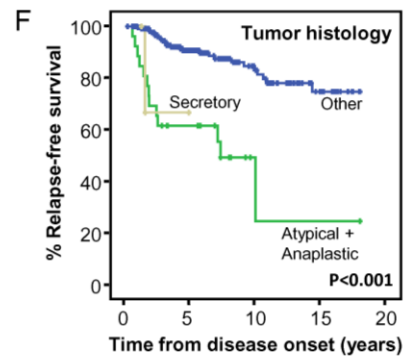 F
Tumor histology
% Relapse-free survival
100
80
60
40
20
0
Secretory
Other
Atypical +
Anaplastic
P<0.001
0 5 10 15 20
Time from disease onset (years)